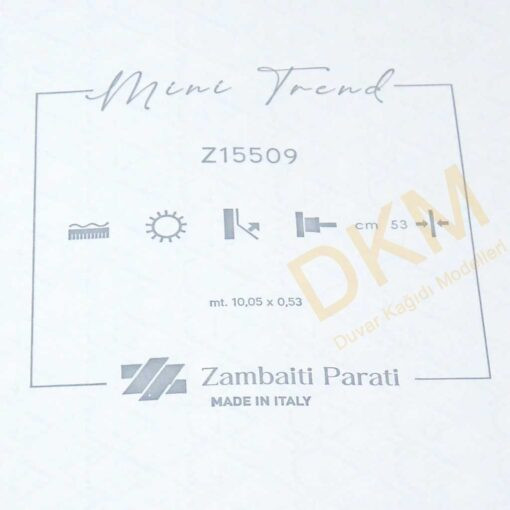 Mini Trend
Z15509
cm 53
mt. 10,05 x 0,53
Zambaiti Parati
MADE IN ITALY
DKM
Duvar Kağıdı Modelleri